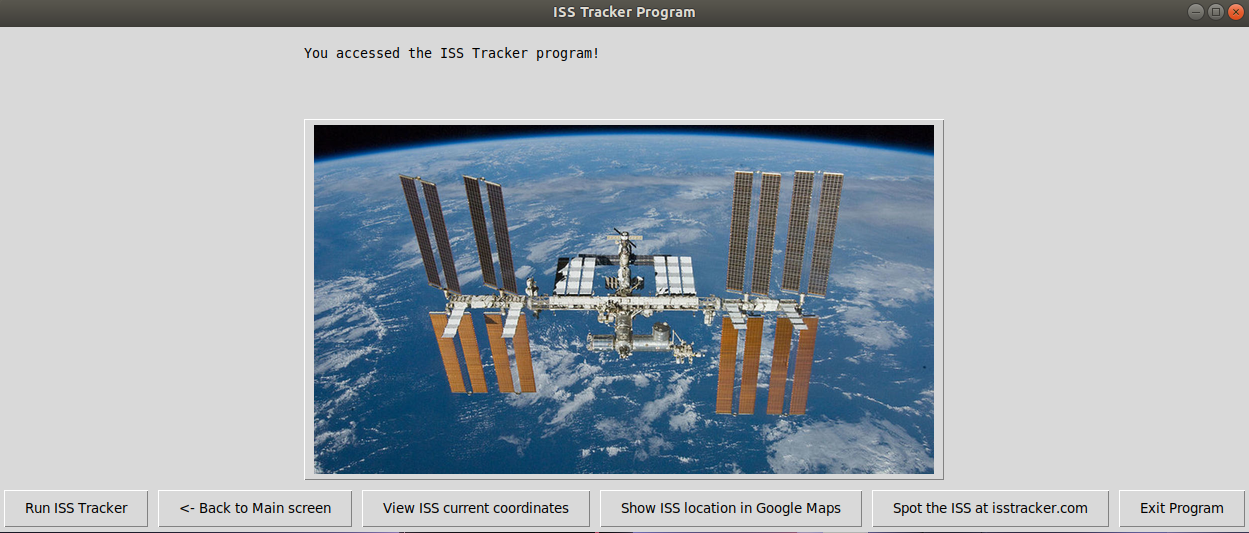 ISS Tracker Program
You accessed the ISS Tracker program!
Run ISS Tracker
<- Back to Main screen
View ISS current coordinates
Show ISS location in Google Maps
Spot the ISS at isstracker.com
Exit Program